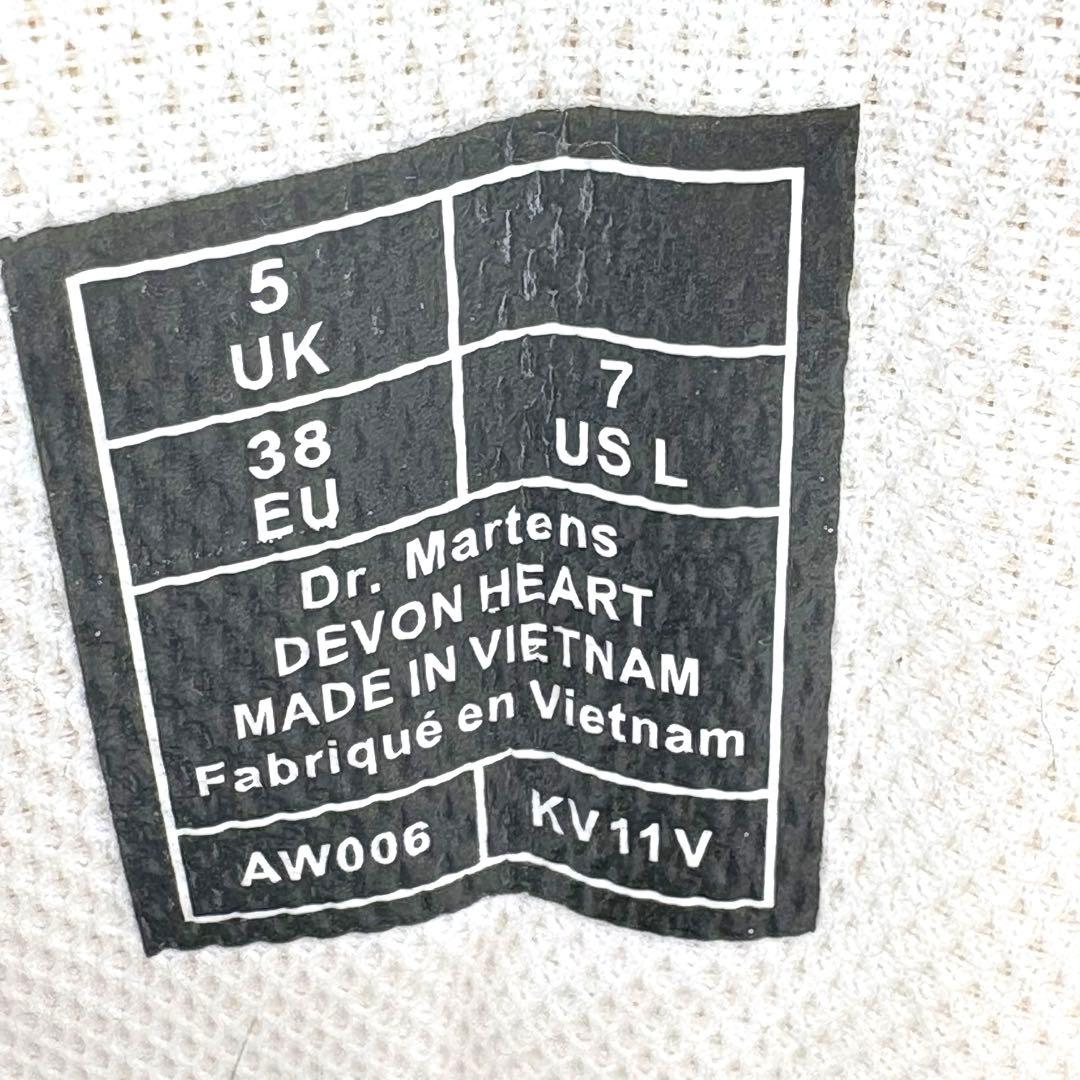 5
UK
38
EU
7
US L
Dr. Martens
DEVON HEART
MADE IN VIETNAM
Fabriqué en Vietnam
AW006
KV11V